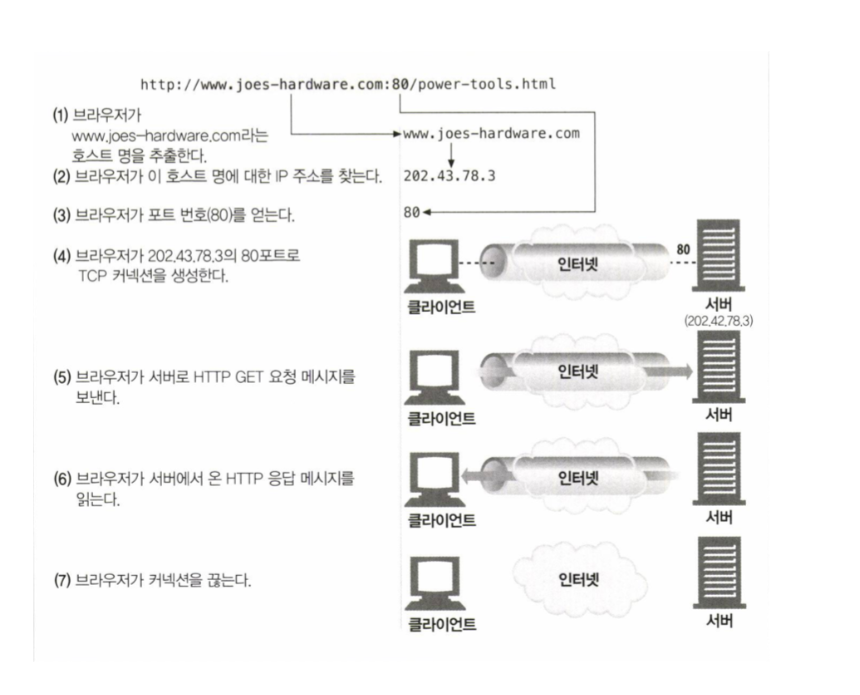 http://www.joes-hardware.com:80/power-tools.html
(1) 브라우저가
www.joes-hardware.com라는
호스트 명을 추출한다.
www.joes-hardware.com
(2) 브라우저가 이 호스트 명에 대한 IP 주소를 찾는다.
202.43.78.3
(3) 브라우저가 포트 번호(80)를 얻는다.
80
(4) 브라우저가 202.43.78.3의 80포트로
TCP 커넥션을 생성한다.
인터넷
80
클라이언트
서버
(202.42.78.3)
(5) 브라우저가 서버로 HTTP GET 요청 메시지를
보낸다.
인터넷
클라이언트
서버
(6) 브라우저가 서버에서 온 HTTP 응답 메시지를
읽는다.
인터넷
클라이언트
서버
(7) 브라우저가 커넥션을 끊는다.
인터넷
클라이언트
서버